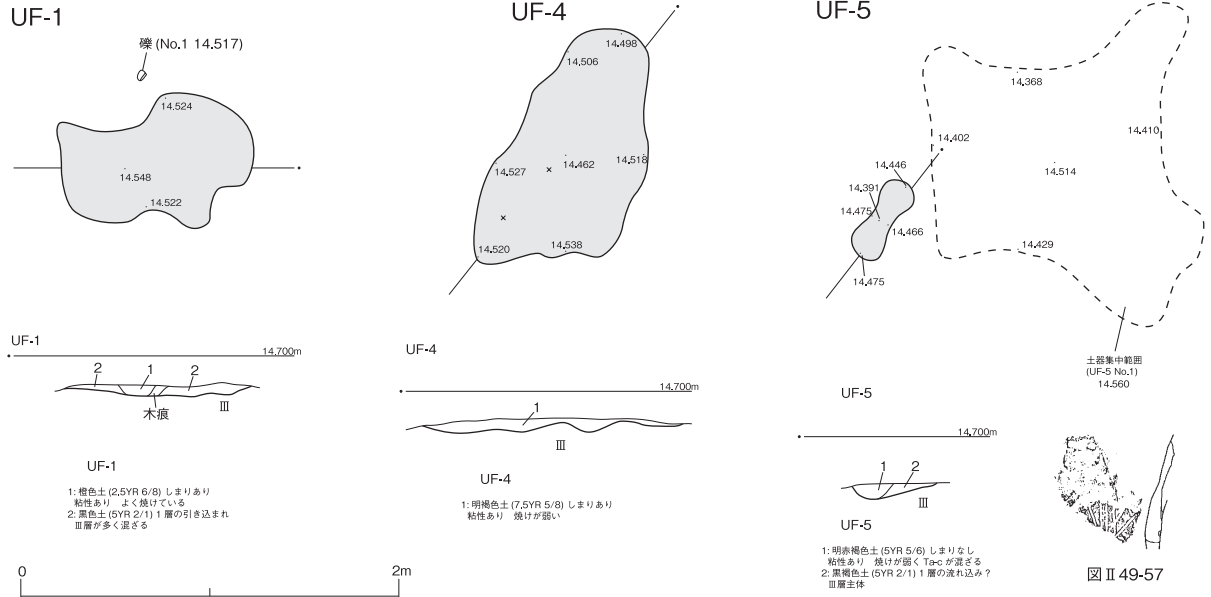 UF-1
礫 (No.1 14.517)
14.524
14.548
14.522
UF-4
14.498
14.506
14.462
14.518
14.527
14.520
14.538
UF-5
14.368
14.410
14.402
14.514
14.446
14.391
14.475
14.466
14.475
14.429
土器集中範囲
(UF-5 No.1)
14.560
UF-1
14.700m
2
1
2
木痕
Ⅲ
UF-1
1: 橙色土 (2,5YR 6/8) しまりあり
粘性あり よく焼けている
2: 黒色土 (5YR 2/1) 1 層の引き込まれ
Ⅲ層が多く混ざる
UF-4
14.700m
1
Ⅲ
UF-4
1: 明褐色土 (7,5YR 5/8) しまりあり
粘性あり 焼けが弱い
UF-5
14.700m
1
2
Ⅲ
UF-5
1: 明赤褐色土 (5YR 5/6) しまりなし
粘性あり 焼けが弱く Ta-c が混ざる
2: 黒褐色土 (5YR 2/1) 1 層の流れ込み?
Ⅲ層主体
図 Ⅱ 49-57
0
2m